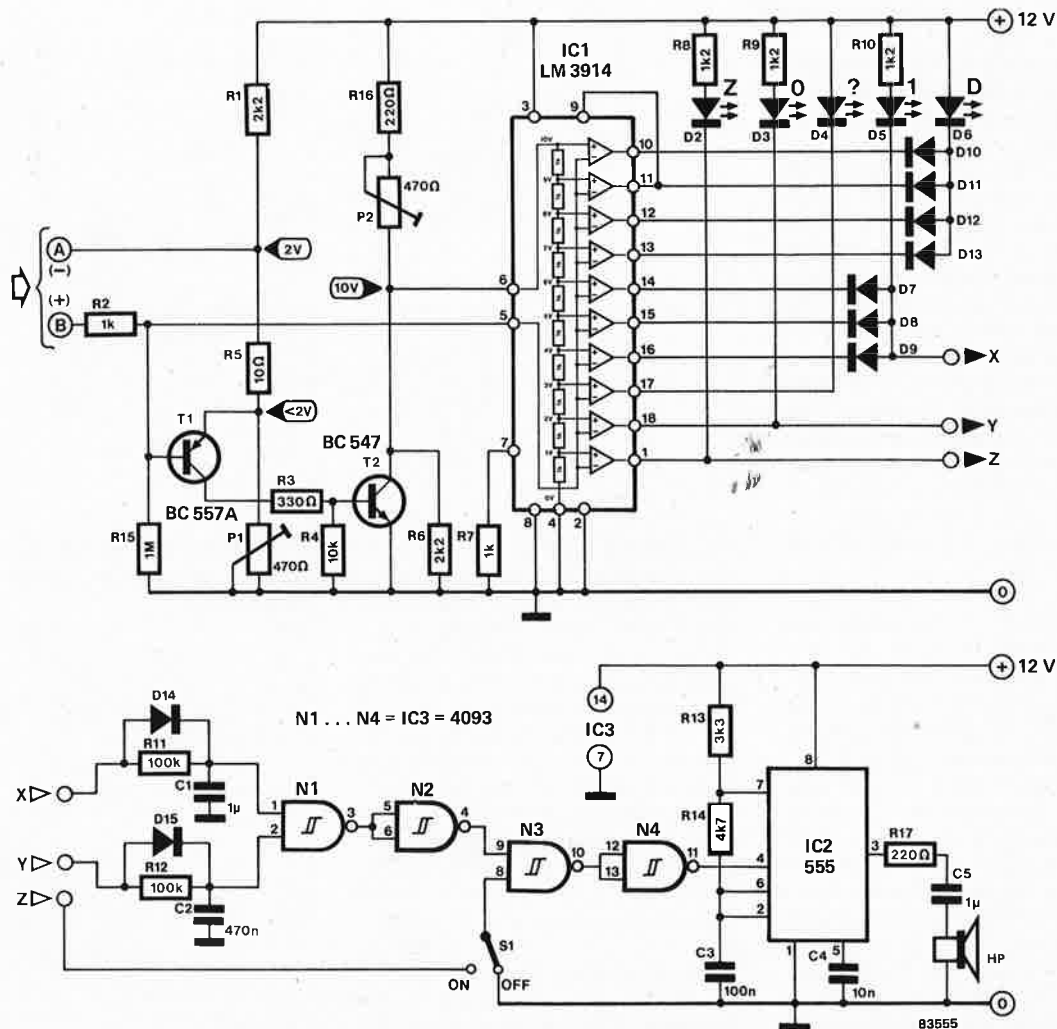 + 12 V
IC1
LM 3914
R8
1k2
R9
1k2
R10
1k2
Z
0
?
1
D
D2
D3
D4
D5
D6
R1
2k2
R16
220Ω
3
9
10V
10
D10
11
D11
12
D12
13
D13
14
D7
15
D8
16
D9
X
17
18
Y
1
Z
470Ω
P2
A
(-)
2V
10V
6
(+)
B
R2
1k
5
R5
10Ω
<2V
T1
BC 547
T2
7
R3
330Ω
BC 557A
R15
1M
P1
470Ω
R4
10k
R6
2k2
R7
1k
0V
8
4
2
0
+ 12 V
D14
N1 . . . N4 = IC3 = 4093
14
IC3
7
R13
3k3
R11
100k
X
C1
1µ
N1
1
2
3
N2
5
6
4
D15
Y
R12
100k
Z
C2
470n
N3
9
8
10
N4
12
13
11
R14
4k7
8
7
IC2
555
4
6
2
3
R17
220Ω
C5
1µ
S1
ON
OFF
C3
100n
1
5
C4
10n
HP
0
83555